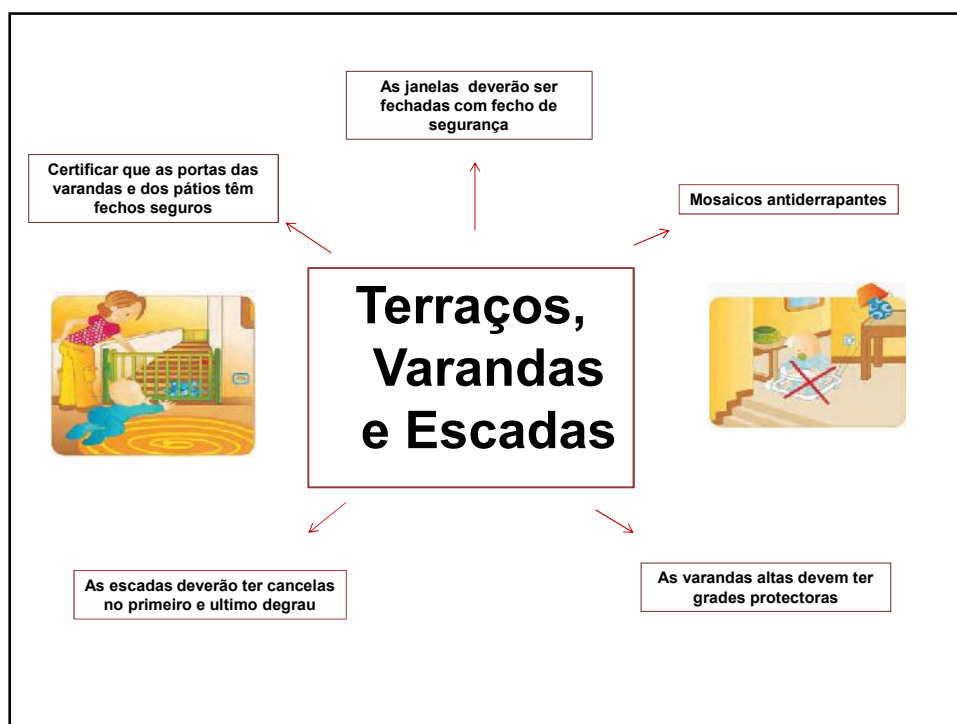 As janelas deverão ser
fechadas com fecho de
segurança
Certificar que as portas das
varandas e dos pátios têm
fechos seguros
Mosaicos antiderrapantes
Terraços,
Varandas
e Escadas
As escadas deverão ter cancelas
no primeiro e ultimo degrau
As varandas altas devem ter
grades protectoras